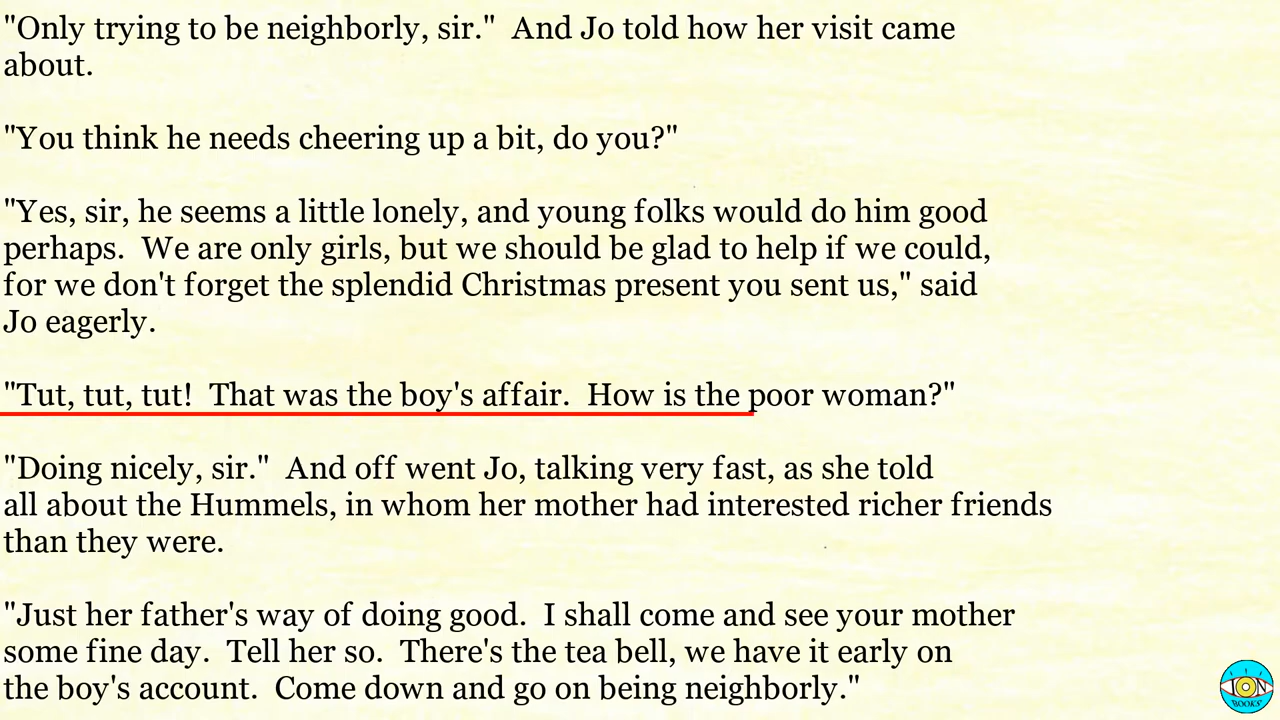 "Only trying to be neighborly, sir."  And Jo told how her visit came
about.
"You think he needs cheering up a bit, do you?"
"Yes, sir, he seems a little lonely, and young folks would do him good
perhaps.  We are only girls, but we should be glad to help if we could,
for we don't forget the splendid Christmas present you sent us," said
Jo eagerly.
"Tut, tut, tut!  That was the boy's affair.  How is the poor woman?"
"Doing nicely, sir."  And off went Jo, talking very fast, as she told
all about the Hummels, in whom her mother had interested richer friends
than they were.
"Just her father's way of doing good.  I shall come and see your mother
some fine day.  Tell her so.  There's the tea bell, we have it early on
the boy's account.  Come down and go on being neighborly."
ION
BOOKS